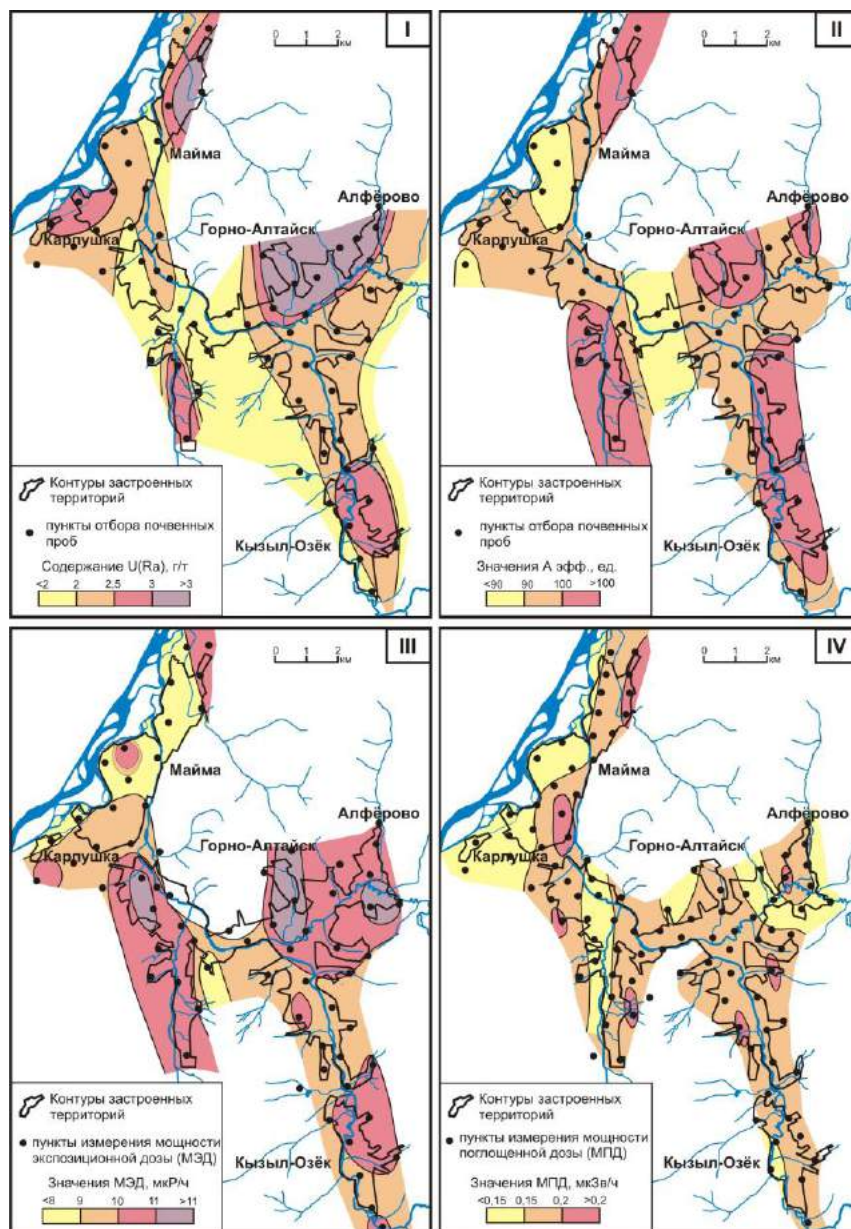 I
0 1 2
км
Майма
Алфёрово
Горно-Алтайск
Карлушка
Контуры застроенных
территорий
пункты отбора почвенных
проб
Кызыл-Озёк
Содержание U(Ra), г/т
<2 2 2.5 3 >3
II
0 1 2
км
Майма
Алфёрово
Горно-Алтайск
Карлушка
Контуры застроенных
территорий
пункты отбора почвенных
проб
Кызыл-Озёк
Значения А эфф., ед.
<90 90 100 >100
III
0 1 2
км
Майма
Алфёрово
Горно-Алтайск
Карлушка
Контуры застроенных
территорий
пункты измерения мощности
экспозиционной дозы (МЭД)
Кызыл-Озёк
Значения МЭД, мкР/ч
<8 9 10 11 >11
IV
0 1 2
км
Майма
Алфёрово
Горно-Алтайск
Карлушка
Контуры застроенных
территорий
пункты измерения мощности
поглощенной дозы (МПД)
Кызыл-Озёк
Значения МПД, мкЗв/ч
<0,15 0,15 0,2 >0,2